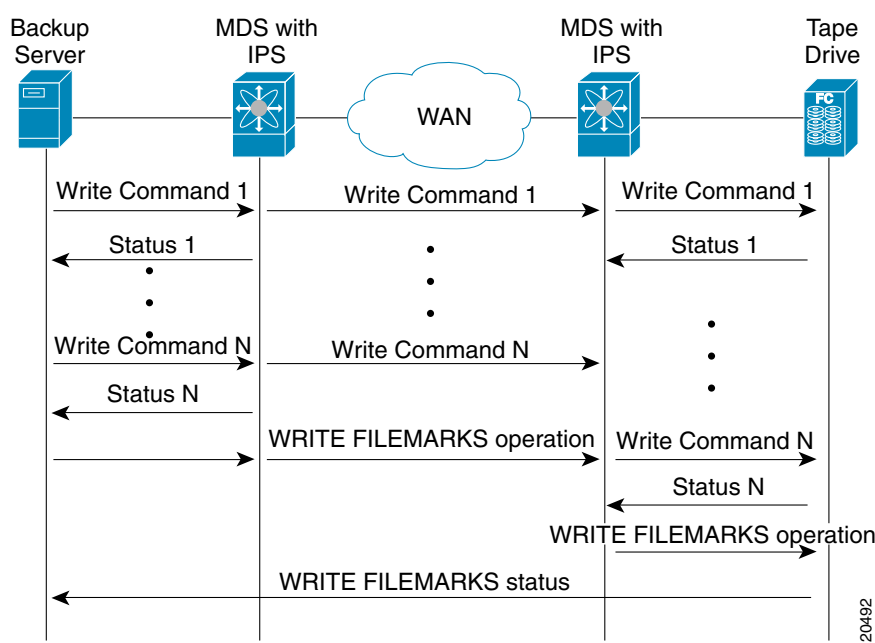 Backup
Server
MDS with
IPS
MDS with
IPS
Tape
Drive
WAN
FC
Write Command 1
Write Command 1
Write Command 1
Status 1
Status 1
Write Command N
Write Command N
Status N
WRITE FILEMARKS operation
Write Command N
Status N
WRITE FILEMARKS operation
WRITE FILEMARKS status
20492